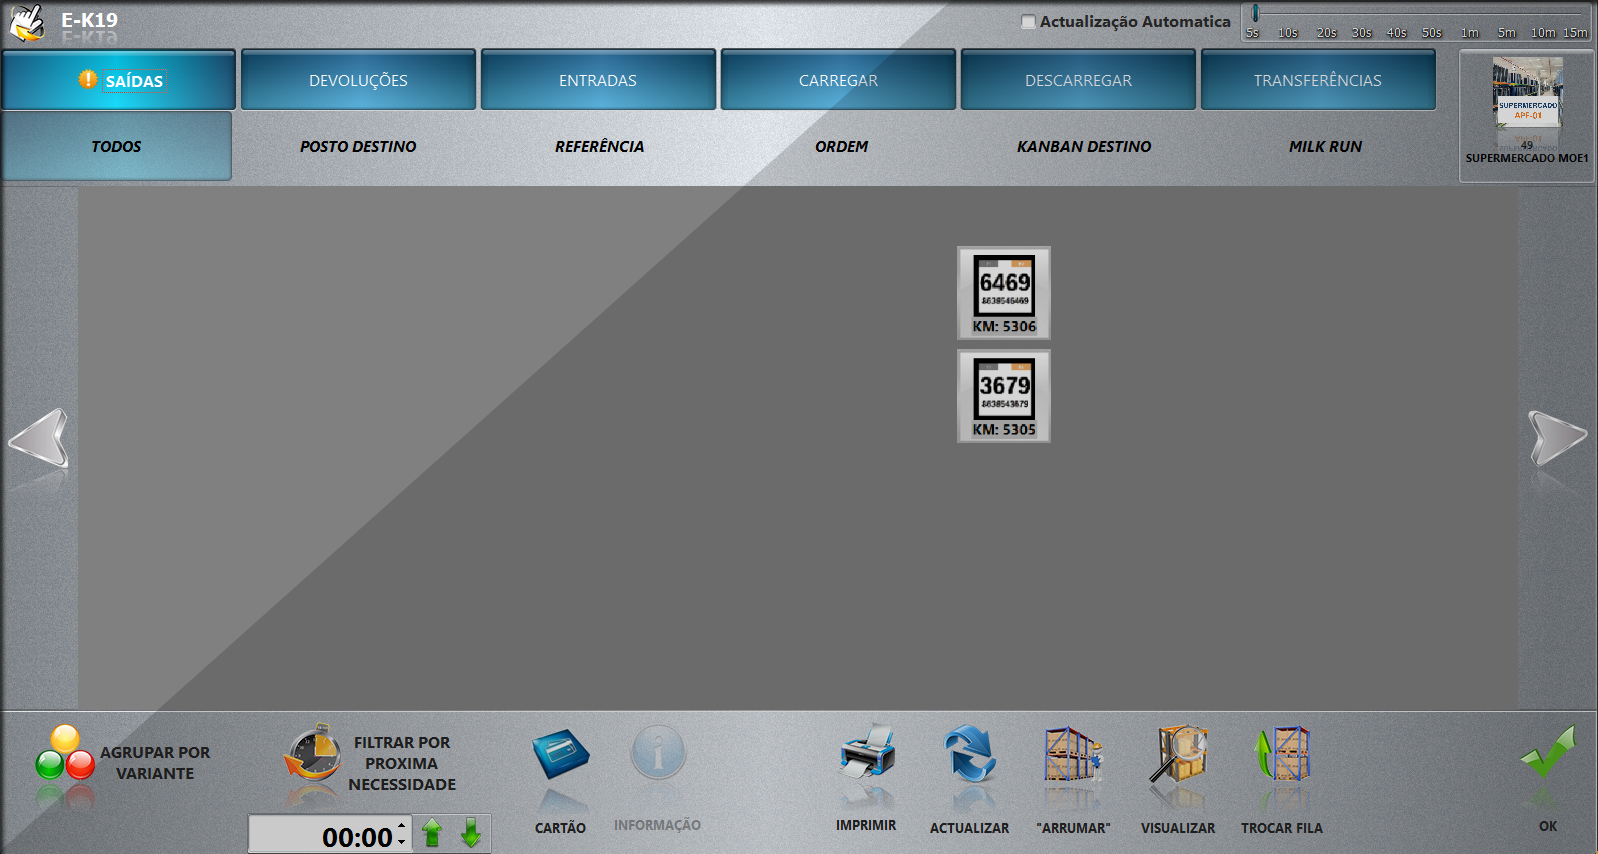 E-K19
Actualização Automatica
5s 10s 20s 30s 40s 50s 1m 5m 10m 15m
SAÍDAS
DEVOLUÇÕES
ENTRADAS
CARREGAR
DESCARREGAR
TRANSFERÊNCIAS
SUPERMERCADO
APF-01
49
SUPERMERCADO MOE1
TODOS
POSTO DESTINO
REFERÊNCIA
ORDEM
KANBAN DESTINO
MILK RUN
6469
8638546469
KM: 5306
3679
8638543679
KM: 5305
AGRUPAR POR
VARIANTE
FILTRAR POR
PROXIMA
NECESSIDADE
00:00
CARTÃO
INFORMAÇÃO
IMPRIMIR
ACTUALIZAR
"ARRUMAR"
VISUALIZAR
TROCAR FILA
OK